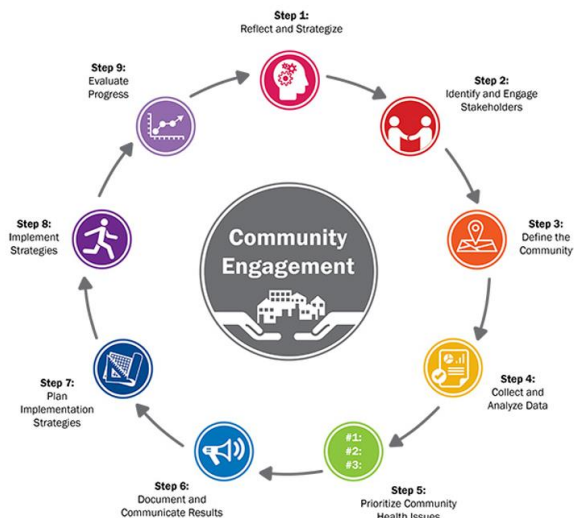 Step 1:
Reflect and Strategize
Step 2:
Identify and Engage
Stakeholders
Step 3:
Define the
Community
Step 4:
Collect and
Analyze Data
#1:
#2:
#3:
Step 5:
Prioritize Community
Health Issues
Step 6:
Document and
Communicate Results
Step 7:
Plan
Implementation
Strategies
Step 8:
Implement
Strategies
Step 9:
Evaluate
Progress
Community
Engagement